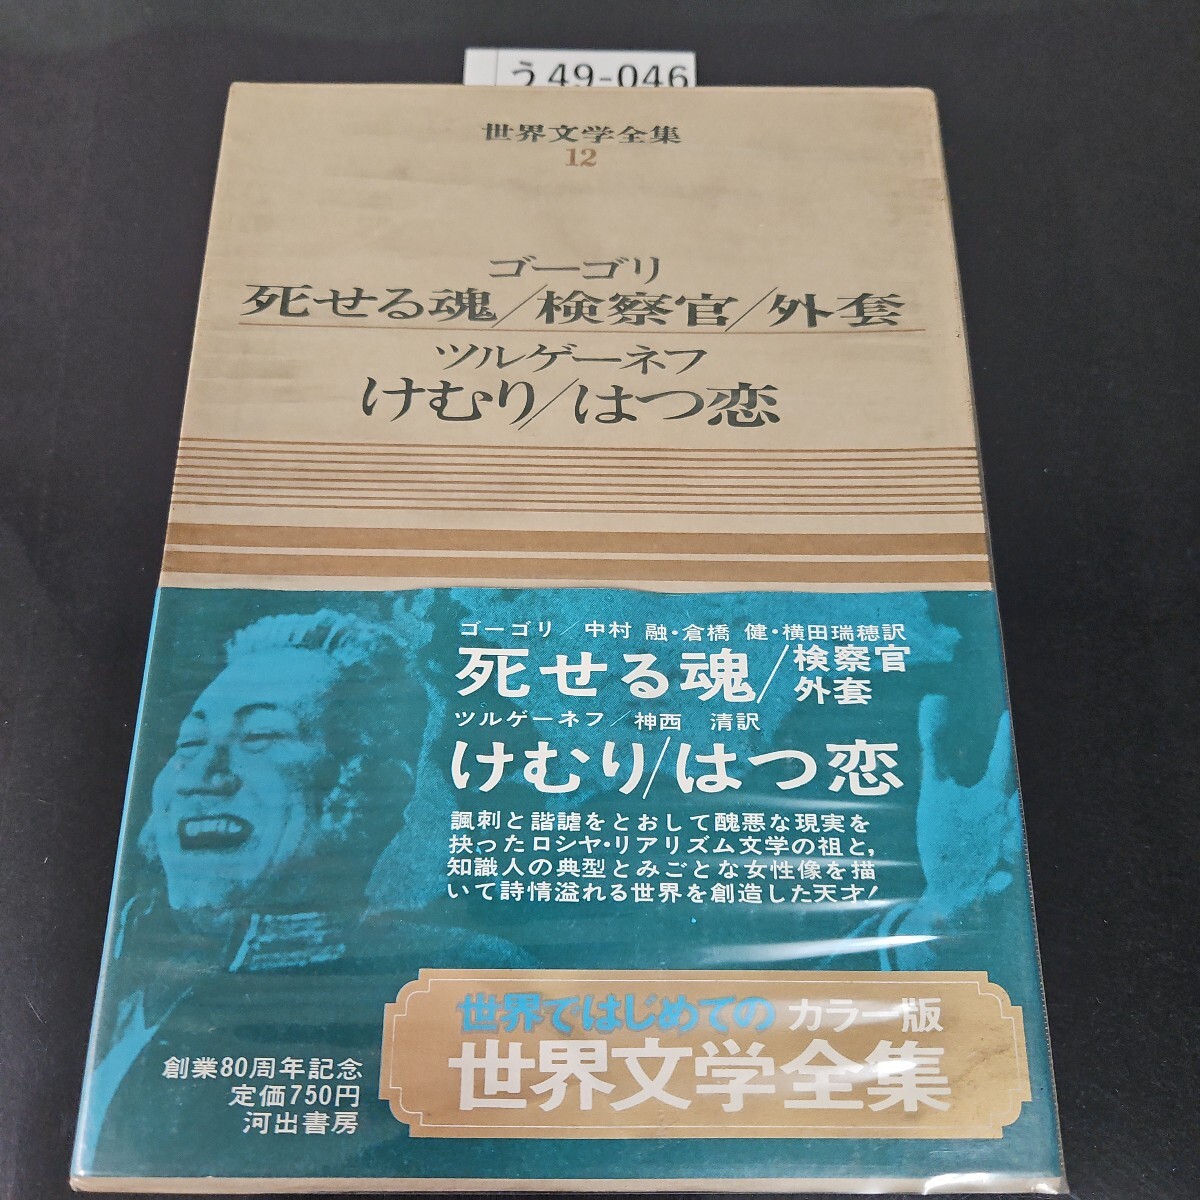 う49-046
世界文学全集
12
ゴーゴリ
死せる魂/検察官/外套
ツルゲーネフ
けむり/はつ恋
ゴーゴリ/中村 融・倉橋 健・横田瑞穂訳
死せる魂/検察官
外套
ツルゲーネフ/神西 清訳
けむり/はつ恋
諷刺と諧謔をとおして醜悪な現実を
抉ったロシヤ・リアリズム文学の祖と,
知識人の典型とみごとな女性像を描
いて詩情溢れる世界を創造した天才!
世界ではじめての カラー版
世界文学全集
創業80周年記念
定価750円
河出書房